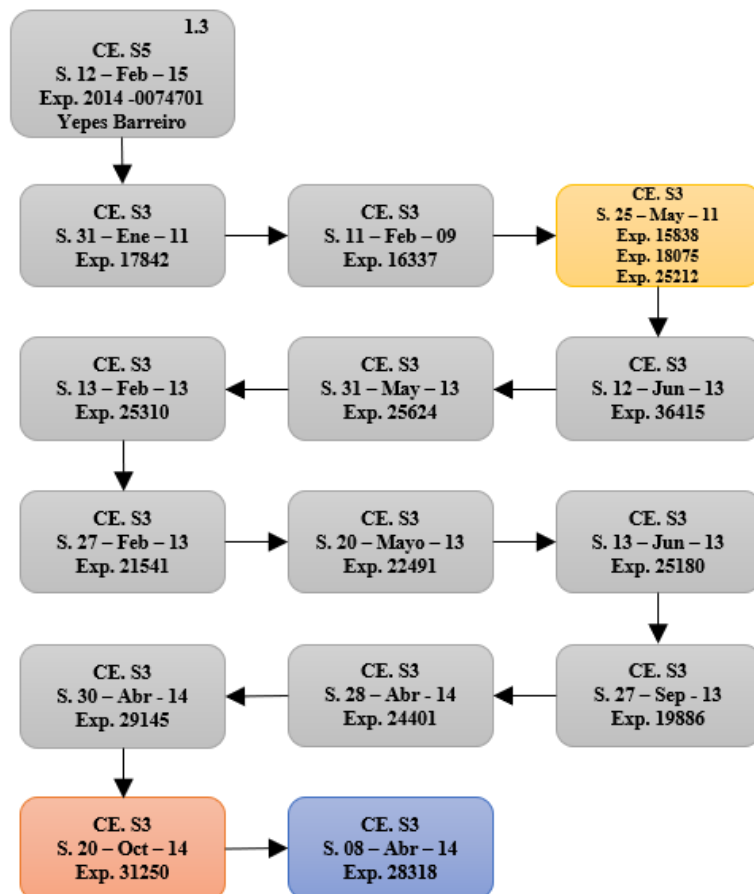 1.3
CE. S5
S. 12 – Feb – 15
Exp. 2014 -0074701
Yepes Barreiro
CE. S3
S. 31 – Ene – 11
Exp. 17842
CE. S3
S. 11 – Feb – 09
Exp. 16337
CE. S3
S. 25 – May – 11
Exp. 15838
Exp. 18075
Exp. 25212
CE. S3
S. 12 – Jun – 13
Exp. 36415
CE. S3
S. 31 – May – 13
Exp. 25624
CE. S3
S. 13 – Feb – 13
Exp. 25310
CE. S3
S. 27 – Feb – 13
Exp. 21541
CE. S3
S. 20 – Mayo – 13
Exp. 22491
CE. S3
S. 13 – Jun – 13
Exp. 25180
CE. S3
S. 27 – Sep - 13
Exp. 19886
CE. S3
S. 28 – Abr - 14
Exp. 24401
CE. S3
S. 30 – Abr - 14
Exp. 29145
CE. S3
S. 20 – Oct – 14
Exp. 31250
CE. S3
S. 08 – Abr – 14
Exp. 28318